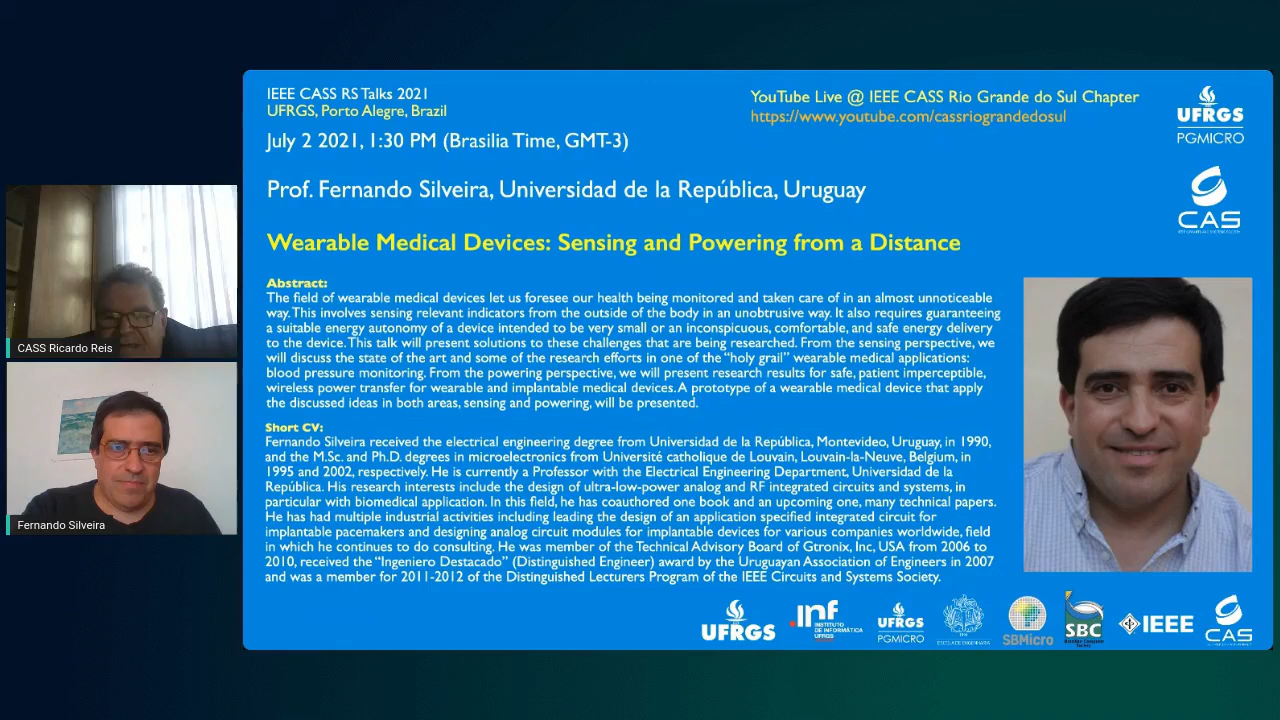 IEEE CASS RS Talks 2021
UFRGS, Porto Alegre, Brazil
July 2 2021, 1:30 PM (Brasilia Time, GMT-3)
YouTube Live @ IEEE CASS Rio Grande do Sul Chapter
https://www.youtube.com/cassriograndedosul
UFRGS
PGMICRO
CAS
Prof. Fernando Silveira, Universidad de la República, Uruguay
Wearable Medical Devices: Sensing and Powering from a Distance
Abstract:
The field of wearable medical devices let us foresee our health being monitored and taken care of in an almost unnoticeable
way. This involves sensing relevant indicators from the outside of the body in an unobtrusive way. It also requires guaranteeing
a suitable energy autonomy of a device intended to be very small or an inconspicuous, comfortable, and safe energy delivery
to the device. This talk will present solutions to these challenges that are being researched. From the sensing perspective, we
will discuss the state of the art and some of the research efforts in one of the “holy grail” wearable medical applications:
blood pressure monitoring. From the powering perspective, we will present research results for safe, patient imperceptible,
wireless power transfer for wearable and implantable medical devices. A prototype of a wearable medical device that apply
the discussed ideas in both areas, sensing and powering, will be presented.
Short CV:
Fernando Silveira received the electrical engineering degree from Universidad de la República, Montevideo, Uruguay, in 1990,
and the M.Sc. and Ph.D. degrees in microelectronics from Université catholique de Louvain, Louvain-la-Neuve, Belgium, in
1995 and 2002, respectively. He is currently a Professor with the Electrical Engineering Department, Universidad de la
República. His research interests include the design of ultra-low-power analog and RF integrated circuits and systems, in
particular with biomedical application. In this field, he has coauthored one book and an upcoming one, many technical papers.
He has had multiple industrial activities including leading the design of an application specified integrated circuit for
implantable pacemakers and designing analog circuit modules for implantable devices for various companies worldwide, field
in which he continues to do consulting. He was member of the Technical Advisory Board of Gtronix, Inc, USA from 2006 to
2010, received the “Ingeniero Destacado” (Distinguished Engineer) award by the Uruguayan Association of Engineers in 2007
and was a member for 2011-2012 of the Distinguished Lecturers Program of the IEEE Circuits and Systems Society.
CASS Ricardo Reis
Fernando Silveira
UFRGS
inf
INSTITUTO
DE INFORMÁTICA
UFRGS
UFRGS
PGMICRO
ESCOLA DE ENGENHARIA
SBMicro
SBC
IEEE
CAS